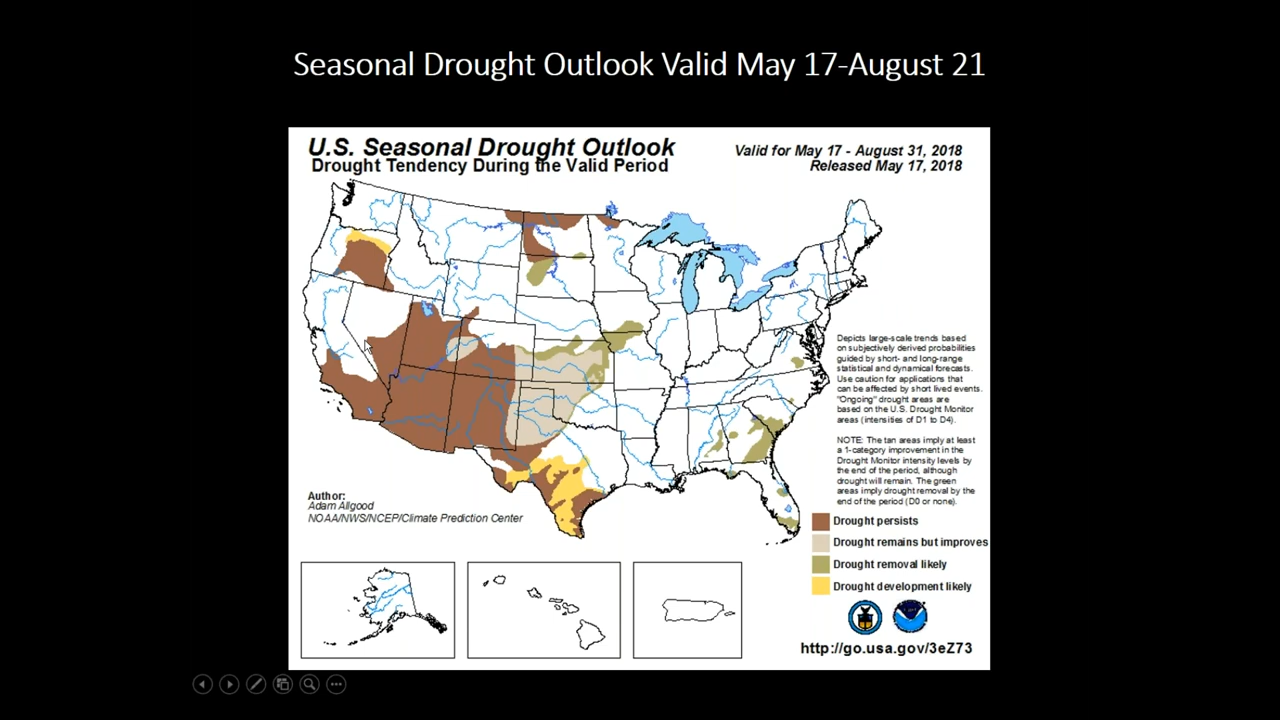 Seasonal Drought Outlook Valid May 17-August 21
U.S. Seasonal Drought Outlook
Drought Tendency During the Valid Period
Valid for May 17 - August 31, 2018
Released May 17, 2018
Depicts large-scale trends based
on subjectively derived probabilities
guided by short- and long-range
statistical and dynamical forecasts.
Use caution for applications that
can be affected by short lived events.
"Ongoing" drought areas are
based on the U.S. Drought Monitor
areas (intensities of D1 to D4).
NOTE: The tan areas imply at least
a 1-category improvement in the
Drought Monitor intensity levels by
the end of the period, although
drought will remain. The green
areas imply drought removal by the
end of the period (D0 or none).
Author:
Adam Allgood
NOAA/NWS/NCEP/Climate Prediction Center
Drought persists
Drought remains but improves
Drought removal likely
Drought development likely
http://go.usa.gov/3eZ73